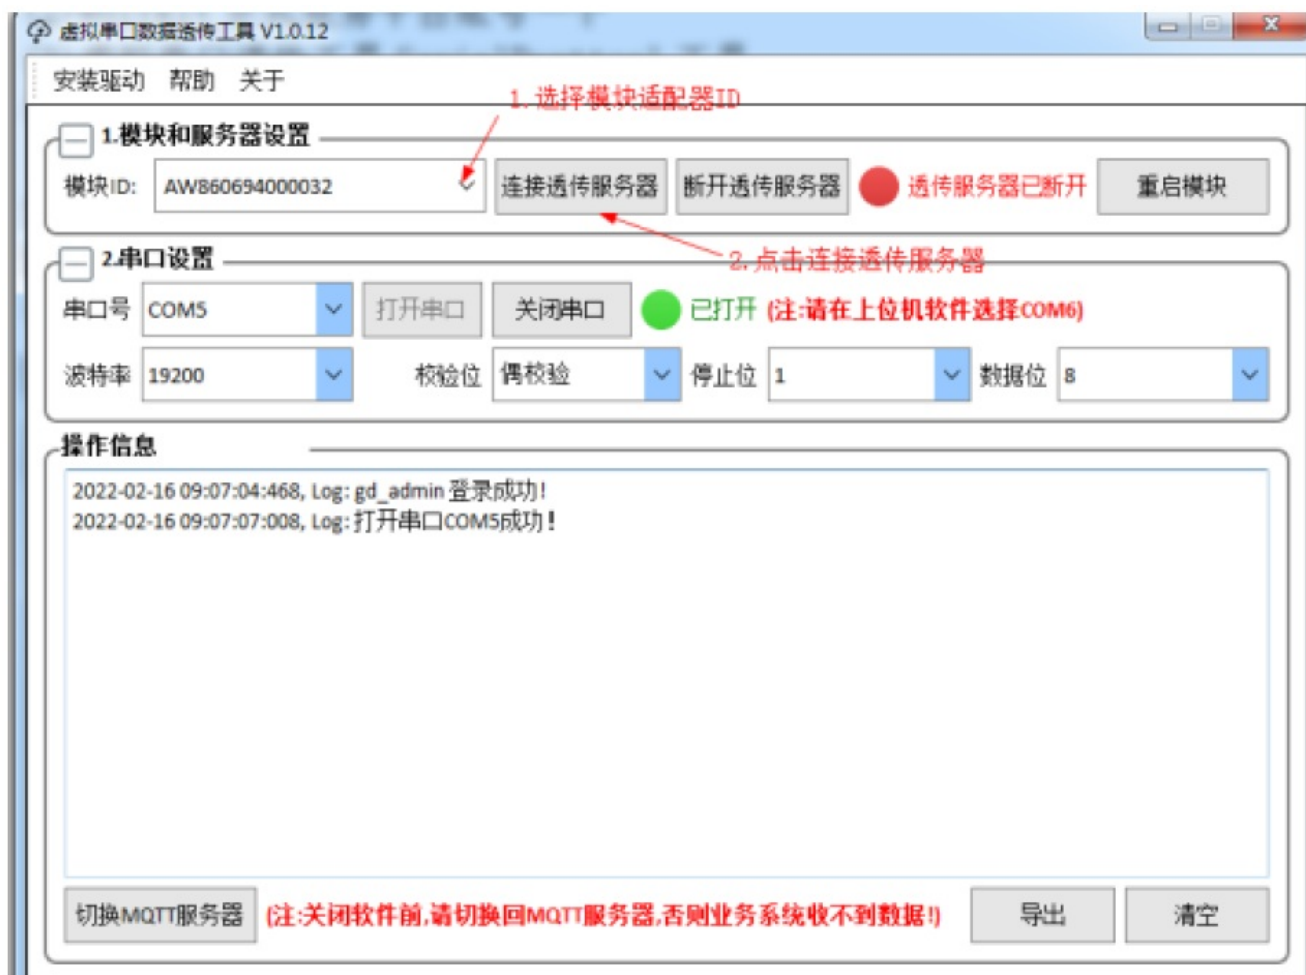 虚拟串口数据透传工具 V1.0.12
安装驱动 帮助 关于
1.选择模块适配器ID
1.模块和服务器设置
模块ID: AW860694000032 连接透传服务器 断开透传服务器 透传服务器已断开 重启模块
2.点击连接透传服务器
2.串口设置
串口号 COM5 打开串口 关闭串口 已打开 (注:请在上位机软件选择COM6)
波特率 19200 校验位 偶校验 停止位 1 数据位 8
操作信息
2022-02-16 09:07:04:468, Log: gd_admin 登录成功!
2022-02-16 09:07:07:008, Log: 打开串口COM5成功!
切换MQTT服务器 (注:关闭软件前,请切换回MQTT服务器,否则业务系统收不到数据!) 导出 清空